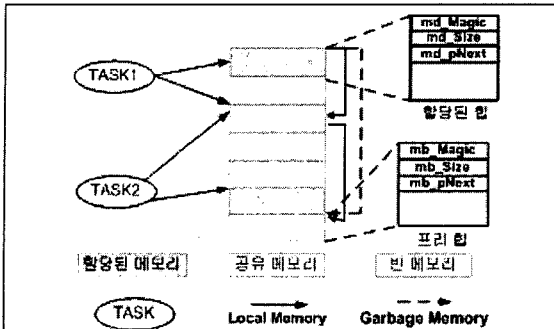 md_Magic
md_Size
md_pNext
할당된 힙
TASK1
TASK2
mb_Magic
mb_Size
mb_pNext
프리 힙
할당된 메모리
공유 메모리
빈 메모리
TASK
Local Memory
Garbage Memory